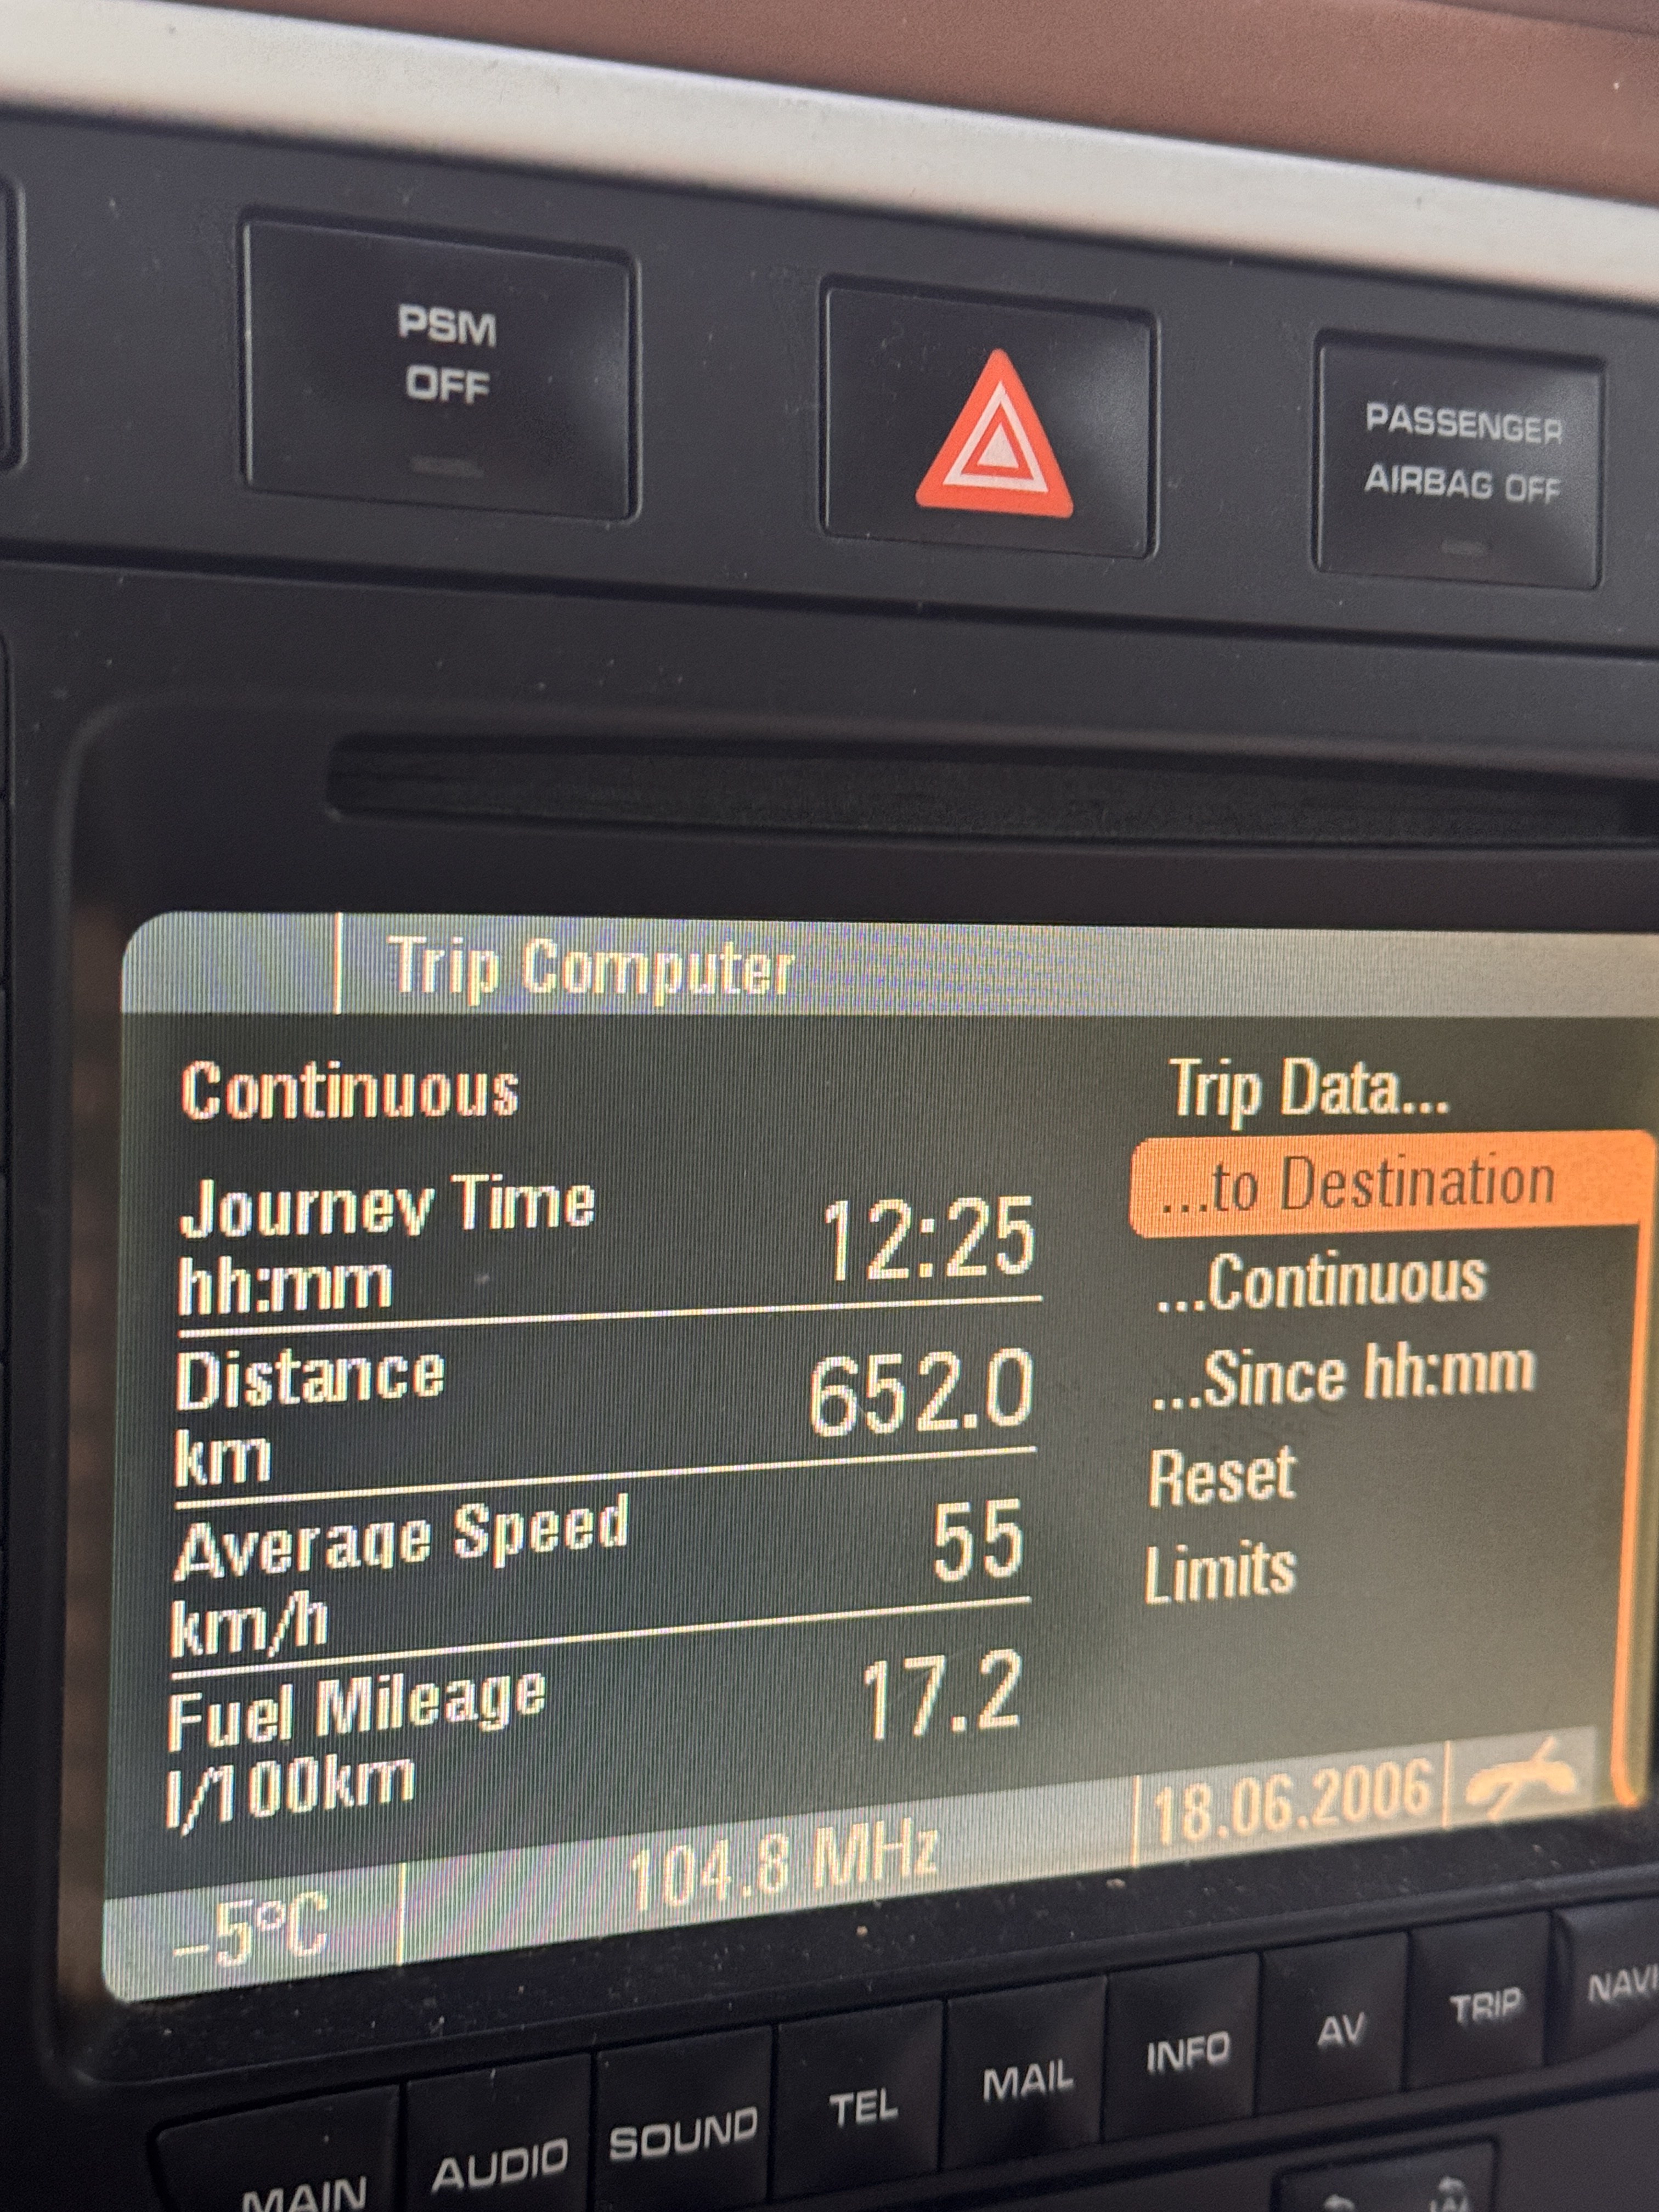 PSM
OFF
PASSENGER
AIRBAG OFF
Trip Computer
Continuous
Journey Time
hh:mm
12:25
Distance
km
652.0
Average Speed
km/h
55
Fuel Mileage
l/100km
17.2
Trip Data...
...to Destination
...Continuous
...Since hh:mm
Reset
Limits
-5°C
104.8 MHz
18.06.2006
MAIN
AUDIO
SOUND
TEL
MAIL
INFO
AV
TRIP
NAVI